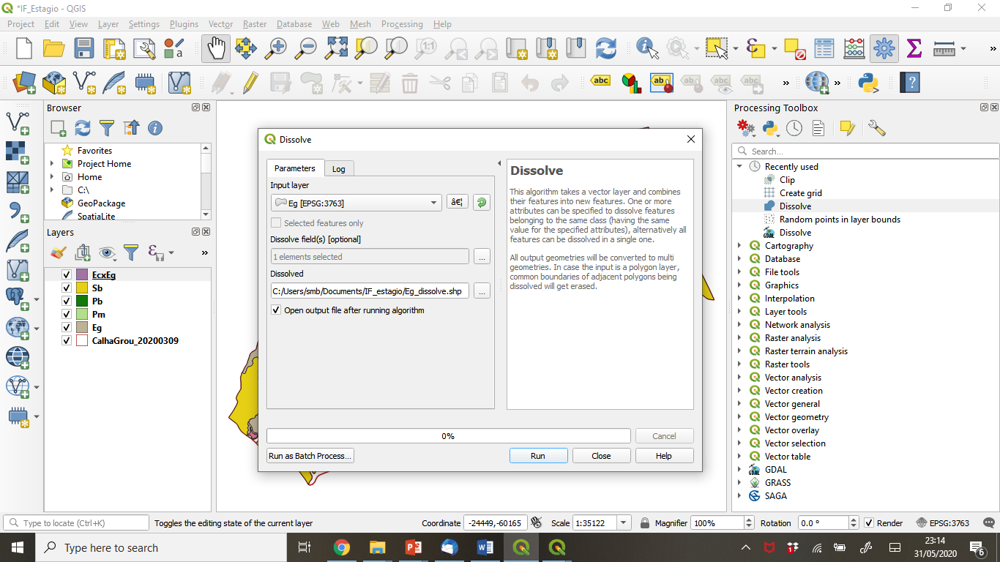 *IF_Estagio - QGIS
Project Edit View Layer Settings Plugins Vector Raster Database Web Mesh Processing Help
1:1
»
abc
ab
ab
abc
abc
»
»
?
Browser
Favorites
Project Home
Home
C:\
GeoPackage
SpatiaLite
Layers
ε
»
EcxEg
Sb
Pb
Pm
Eg
CalhaGrou_20200309
Dissolve
Parameters
Log
Input layer
Eg [EPSG:3763]
â€¦
Selected features only
Dissolve field(s) [optional]
1 elements selected
...
Dissolved
C:/Users/smb/Documents/IF_estagio/Eg_dissolve.shp
...
Open output file after running algorithm
Dissolve
This algorithm takes a vector layer and combines
their features into new features. One or more
attributes can be specified to dissolve features
belonging to the same class (having the same
value for the specified attributes), alternatively all
features can be dissolved in a single one.
All output geometries will be converted to multi
geometries. In case the input is a polygon layer,
common boundaries of adjacent polygons being
dissolved will get erased.
0%
Cancel
Run as Batch Process...
Run
Close
Help
Processing Toolbox
Search...
Recently used
Clip
Create grid
Dissolve
Random points in layer bounds
GDAL Dissolve
Cartography
Database
File tools
Graphics
Interpolation
Layer tools
Network analysis
Raster analysis
Raster terrain analysis
Raster tools
Vector analysis
Vector creation
Vector general
Vector geometry
Vector overlay
Vector selection
Vector table
GDAL GDAL
GRASS
SAGA
Type to locate (Ctrl+K)
Toggles the editing state of the current layer
Coordinate -24449,-60165
Scale 1:35122
Magnifier 100%
Rotation 0.0 °
Render
EPSG:3763
Type here to search
23:14
31/05/2020
6